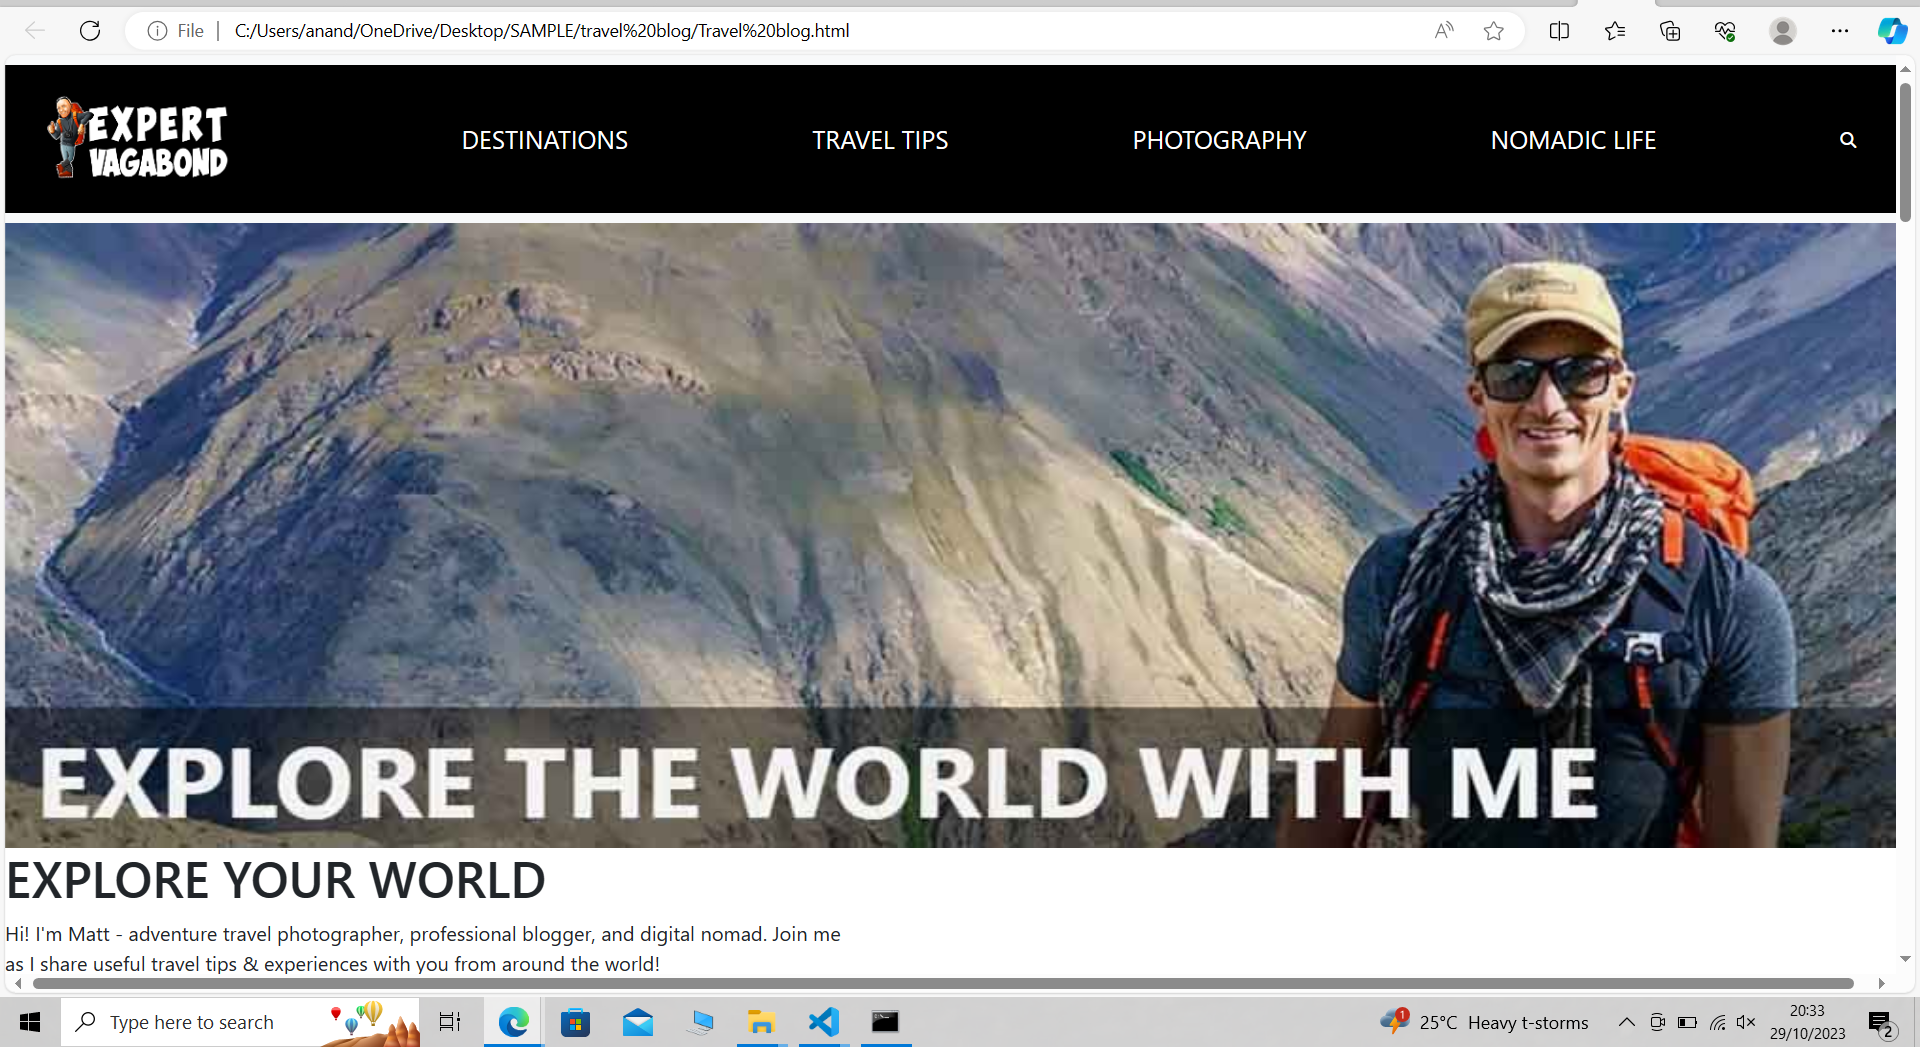 File
C:/Users/anand/OneDrive/Desktop/SAMPLE/travel%20blog/Travel%20blog.html
EXPERT
VAGABOND
DESTINATIONS
TRAVEL TIPS
PHOTOGRAPHY
NOMADIC LIFE
EXPLORE THE WORLD WITH ME
EXPLORE YOUR WORLD
Hi! I'm Matt - adventure travel photographer, professional blogger, and digital nomad. Join me
as I share useful travel tips & experiences with you from around the world!
Type here to search
1
25°C Heavy t-storms
20:33
29/10/2023
2